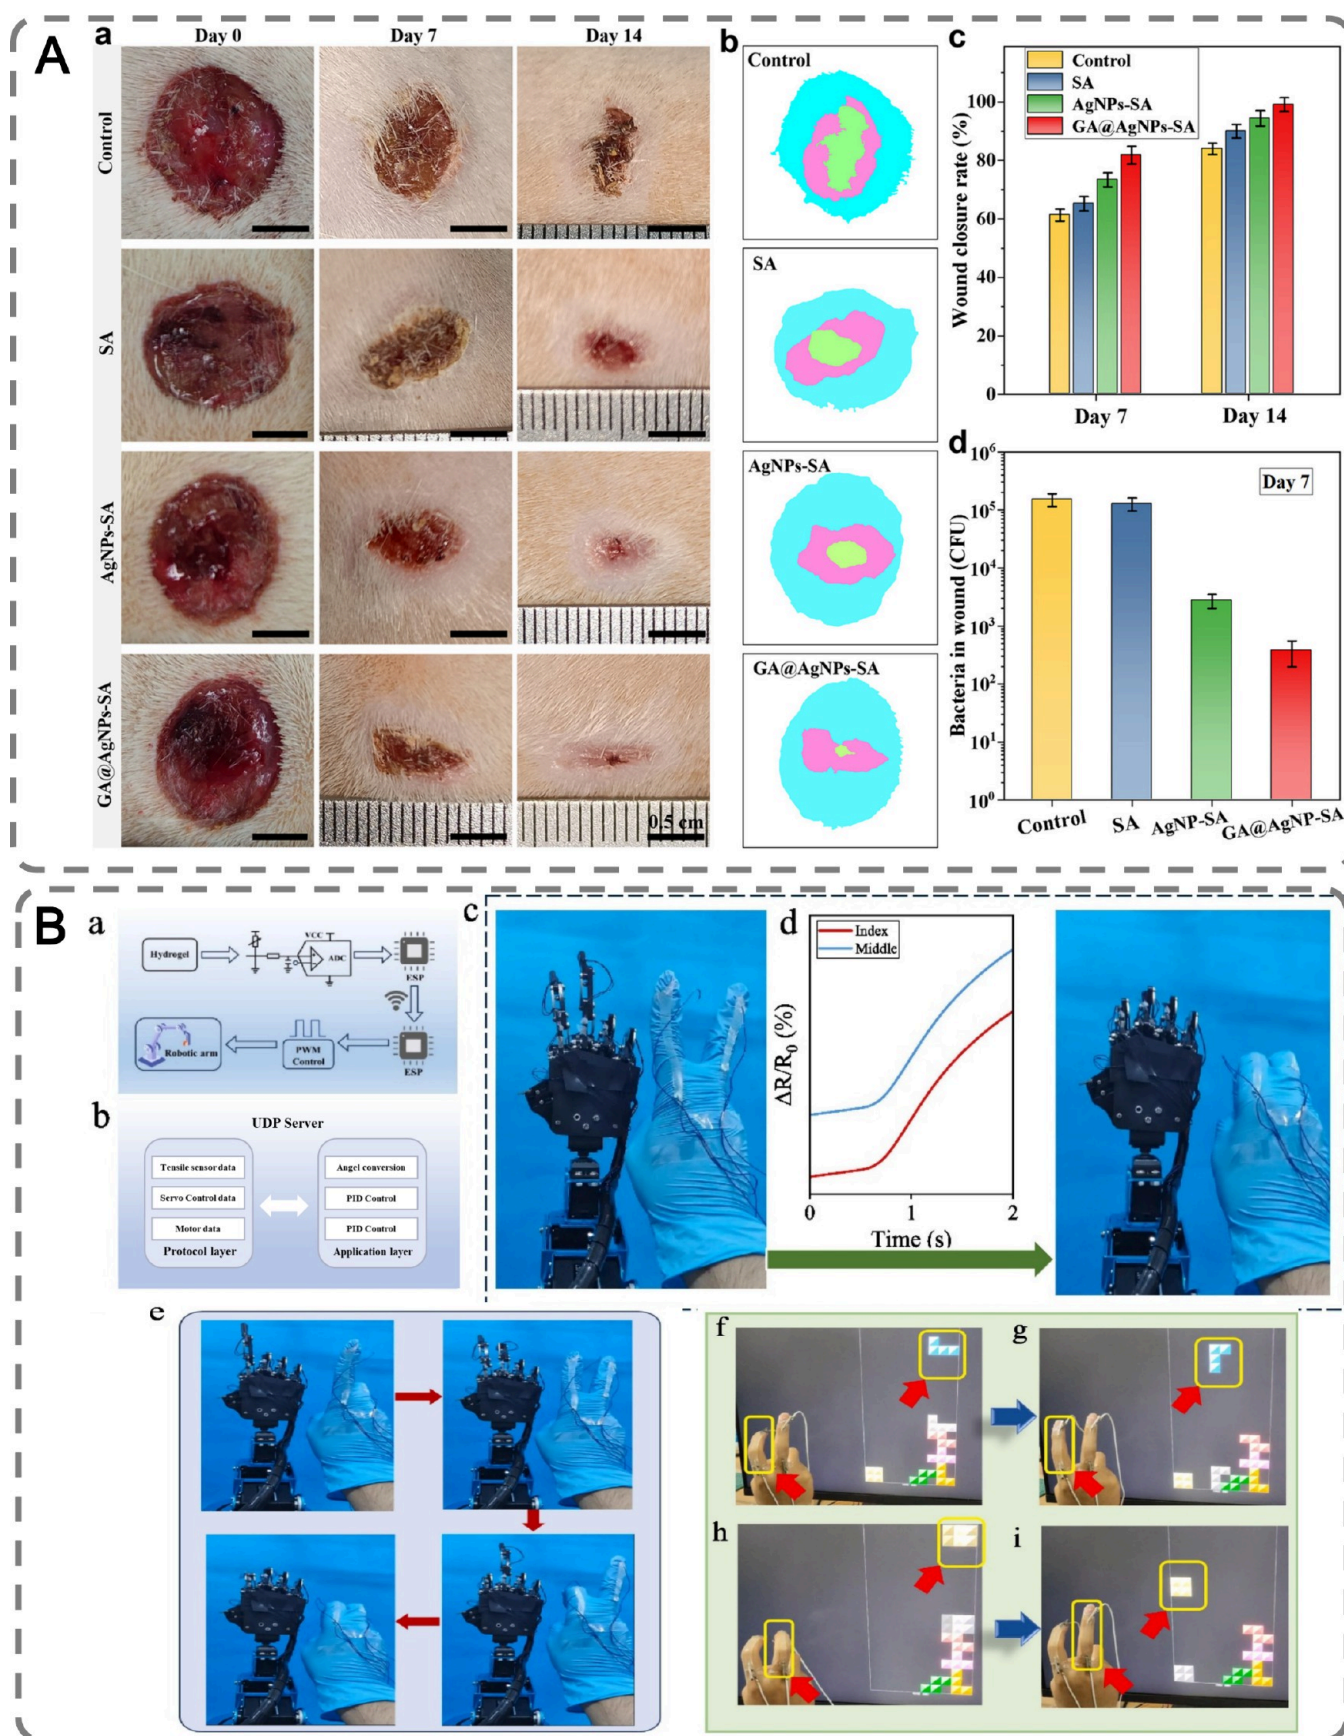 A
a
Day 0
Day 7
Day 14
Control
SA
AgNPs-SA
GA@AgNPs-SA
0.5 cm
b
Control
SA
AgNPs-SA
GA@AgNPs-SA
c
Control
SA
AgNPs-SA
GA@AgNPs-SA
Wound closure rate (%)
100
80
60
40
20
0
Day 7
Day 14
d
Day 7
Bacteria in wound (CFU)
10⁶
10⁵
10⁴
10³
10²
10¹
10⁰
Control
SA
AgNP-SA
GA@AgNP-SA
B
a
Hydrogel
VCC
ADC
ESP
Robotic arm
PWM
Control
ESP
b
UDP Server
Tensile sensor data
Servo Control data
Motor data
Protocol layer
Angel conversion
PID Control
PID Control
Application layer
c
d
Index
Middle
ΔR/R₀ (%)
0
1
2
Time (s)
e
f
g
h
i